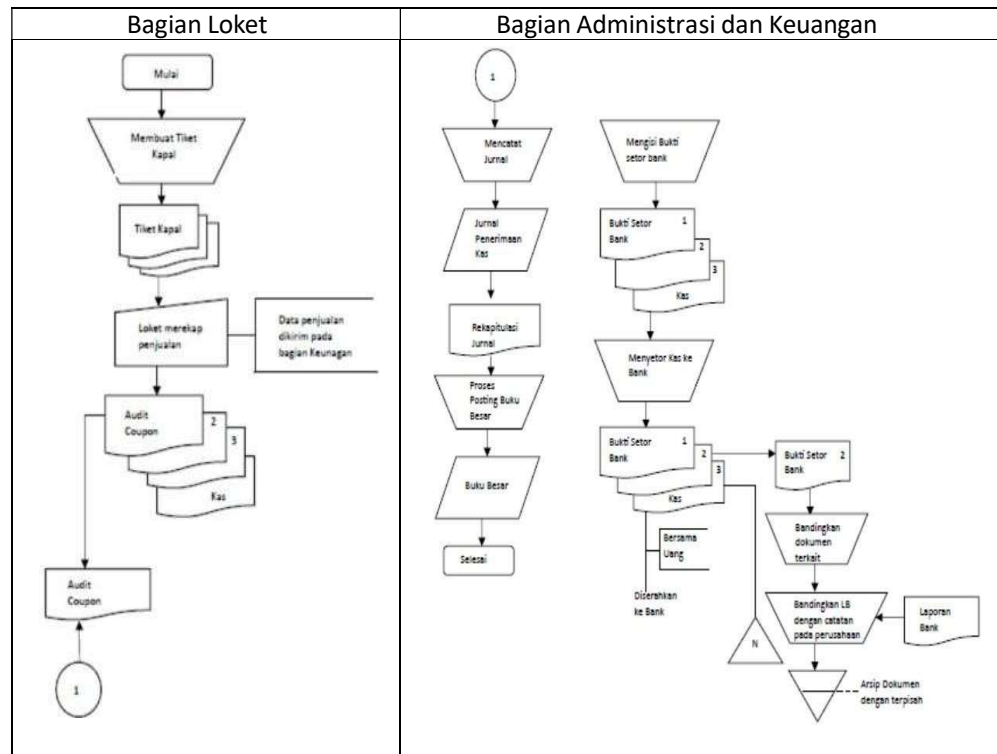 Bagian Loket
Mulai
Membuat Tiket
Kapal
Tiket Kapal
Loket merekap
penjualan
Data penjualan
dikirim pada
bagian Keunagan
Audit
Coupon
2
3
Kas
Audit
Coupon
1
Bagian Administrasi dan Keuangan
1
Mencatat
Jurnal
Jurnal
Penerimaan
Kas
Rekapitulasi
Jurnal
Proses
Posting Buku
Besar
Buku Besar
Selesai
Mengisi Bukti
setor bank
Bukti Setor 1
Bank
2
3
Kas
Menyetor Kas ke
Bank
Bukti Setor 1
Bank
2
3
Kas
Bersama
Uang
Diserahkan
ke Bank
N
Bukti Setor 2
Bank
Bandingkan
dokumen
terkait
Bandingkan LB
dengan catatan
pada perusahaan
Laporan
Bank
Arsip Dokumen
dengan terpisah